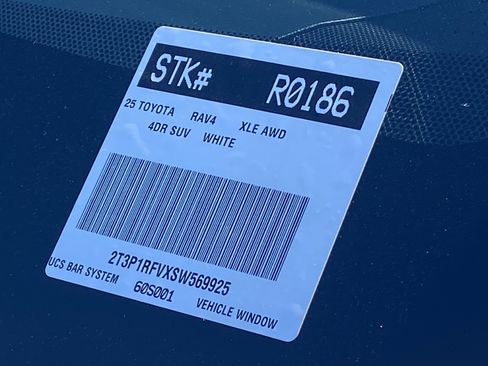 STK# R0186
25 TOYOTA RAV4 XLE AWD
4DR SUV WHITE
2T3P1RFVXSW569925
UCS BAR SYSTEM 60S001 VEHICLE WINDOW